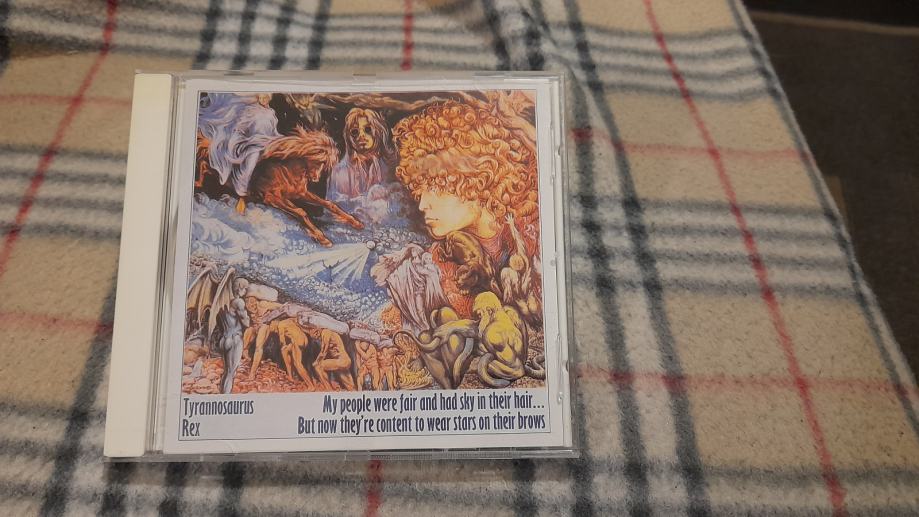 Tyrannosaurus
Rex
My people were fair and had sky in their hair...
But now they're content to wear stars on their brows